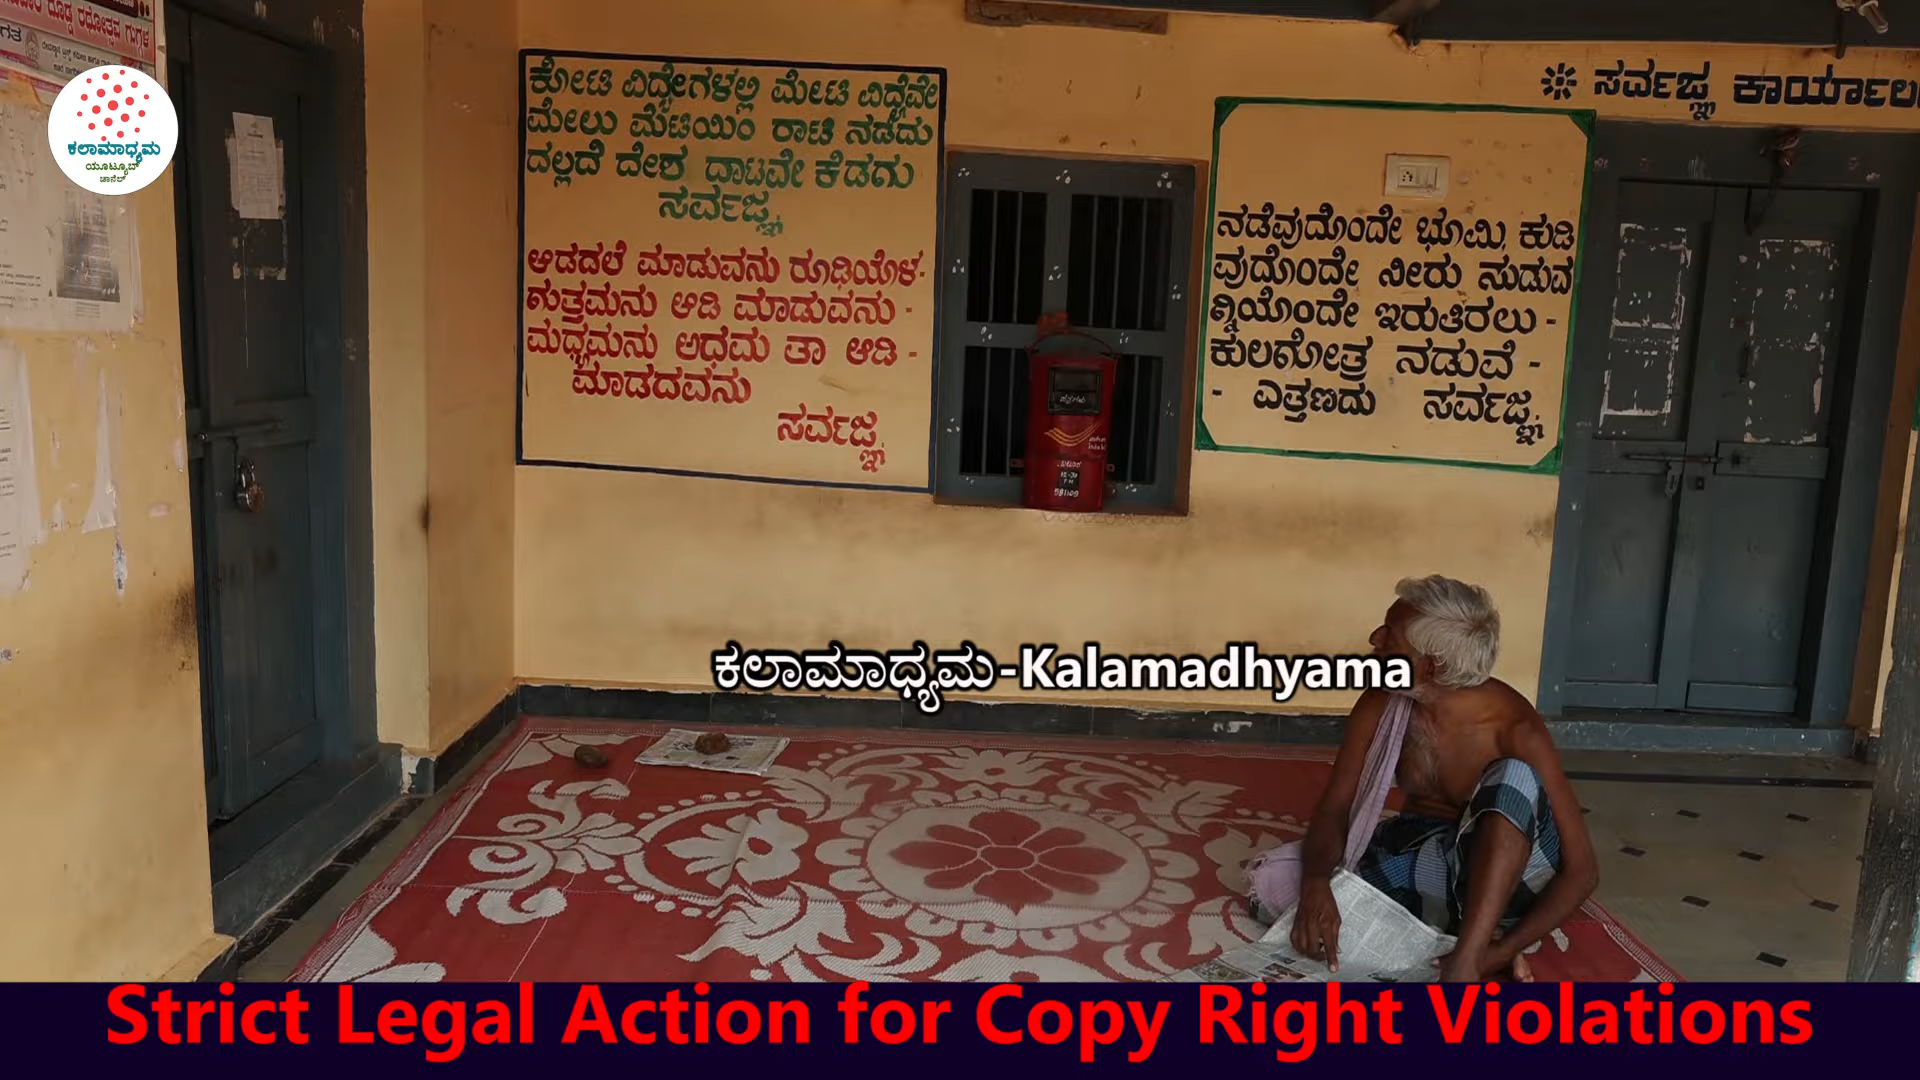 ಕಲಾಮಾಧ್ಯಮ
ಯೂಟ್ಯೂಬ್
ಚಾನೆಲ್
ಕೋಟಿ ವಿದ್ಯೇಗಳಲ್ಲಿ ಮೇಟಿ ವಿದ್ಯೆವೇ
ಮೇಲು ಮೆಟಿಯಿಂ ರಾಟಿ ನಡೆದು
ದಲ್ಲದೆ ದೇಶ ದಾಟವೇ ಕೆಡಗು
ಸರ್ವಜ್ಞ
ಆಡದಲೆ ಮಾಡುವನು ರೂಢಿಯೊಳ-
ಗುತ್ತಮನು ಆಡಿ ಮಾಡುವನು -
ಮಧ್ಯಮನು ಅಧಮ ತಾ ಆಡಿ -
ಮಾಡದವನು
ಸರ್ವಜ್ಞ
ಸರ್ವಜ್ಞ ಕಾರ್ಯಾಲ
ನಡೆವುದೊಂದೇ ಭೂಮಿ, ಕುಡಿ
ವುದೊಂದೇ ನೀರು ಸುಡುವ
ಗ್ನಿಯೊಂದೇ ಇರುತಿರಲು -
ಕುಲಗೋತ್ರ ನಡುವೆ -
- ಎತ್ತಣದು ಸರ್ವಜ್ಞ
581109
ಕಲಾಮಾಧ್ಯಮ-Kalamadhyama
Strict Legal Action for Copy Right Violations